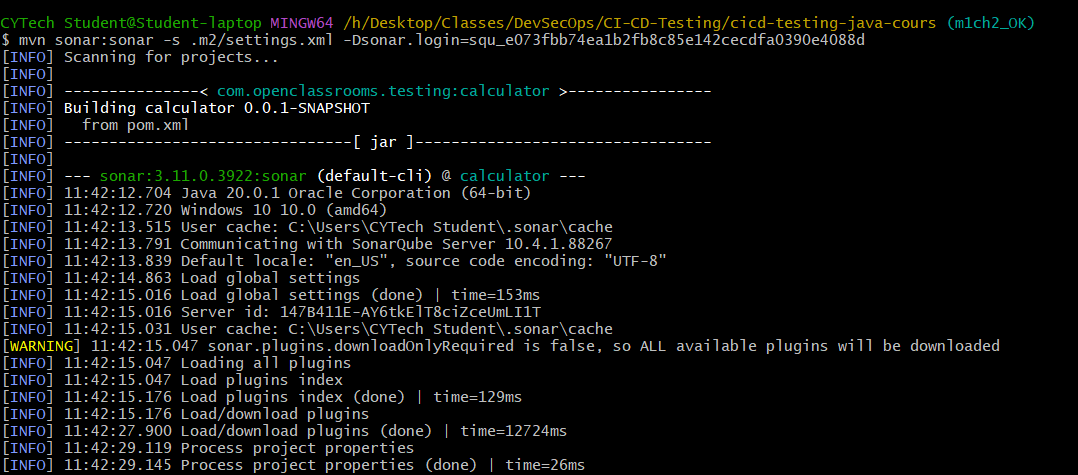 CYTech Student@Student-laptop MINGW64 /h/Desktop/Classes/DevSecOps/CI-CD-Testing/cicd-testing-java-cours (m1ch2_OK)
$ mvn sonar:sonar -s .m2/settings.xml -Dsonar.login=squ_e073fbb74ea1b2fb8c85e142cecdfa0390e4088d
[INFO] Scanning for projects...
[INFO]
[INFO] ---------------< com.openclassrooms.testing:calculator >----------------
[INFO] Building calculator 0.0.1-SNAPSHOT
[INFO]   from pom.xml
[INFO] --------------------------------[ jar ]---------------------------------
[INFO]
[INFO] --- sonar:3.11.0.3922:sonar (default-cli) @ calculator ---
[INFO] 11:42:12.704 Java 20.0.1 Oracle Corporation (64-bit)
[INFO] 11:42:12.720 Windows 10 10.0 (amd64)
[INFO] 11:42:13.515 User cache: C:\Users\CYTech Student\.sonar\cache
[INFO] 11:42:13.791 Communicating with SonarQube Server 10.4.1.88267
[INFO] 11:42:13.839 Default locale: "en_US", source code encoding: "UTF-8"
[INFO] 11:42:14.863 Load global settings
[INFO] 11:42:15.016 Load global settings (done) | time=153ms
[INFO] 11:42:15.016 Server id: 147B411E-AY6tkElT8ciZceUmLI1T
[INFO] 11:42:15.031 User cache: C:\Users\CYTech Student\.sonar\cache
[WARNING] 11:42:15.047 sonar.plugins.downloadOnlyRequired is false, so ALL available plugins will be downloaded
[INFO] 11:42:15.047 Loading all plugins
[INFO] 11:42:15.047 Load plugins index
[INFO] 11:42:15.176 Load plugins index (done) | time=129ms
[INFO] 11:42:15.176 Load/download plugins
[INFO] 11:42:27.900 Load/download plugins (done) | time=12724ms
[INFO] 11:42:29.119 Process project properties
[INFO] 11:42:29.145 Process project properties (done) | time=26ms